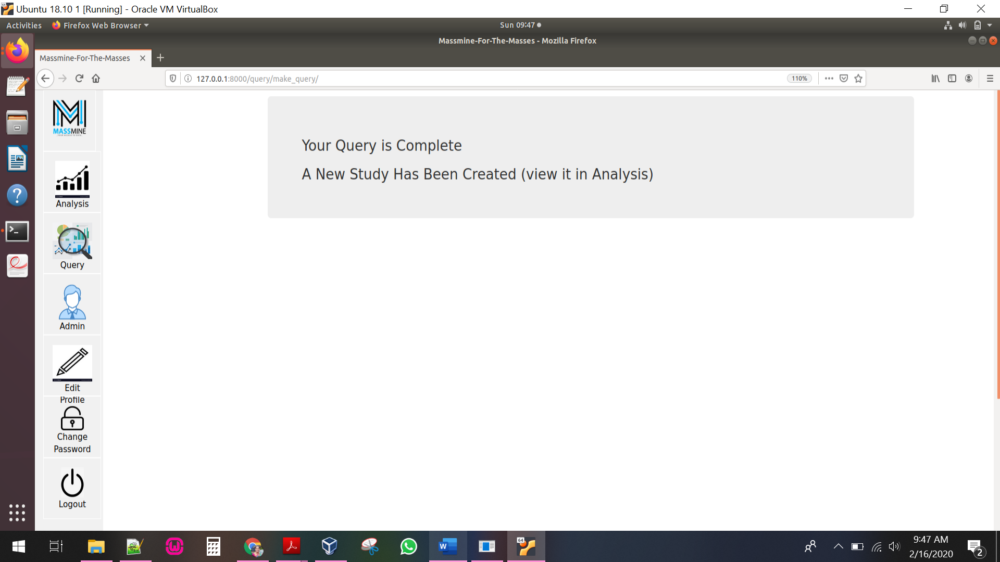 Ubuntu 18.10 1 [Running] - Oracle VM VirtualBox
Activities Firefox Web Browser Sun 09:47
Massmine-For-The-Masses - Mozilla Firefox
Massmine-For-The-Masses
127.0.0.1:8000/query/make_query/ 110%
MASSMINE
Your Query is Complete
A New Study Has Been Created (view it in Analysis)
Analysis
Query
Admin
Edit
Profile
Change
Password
Logout
64
W
9:47 AM
2/16/2020
2